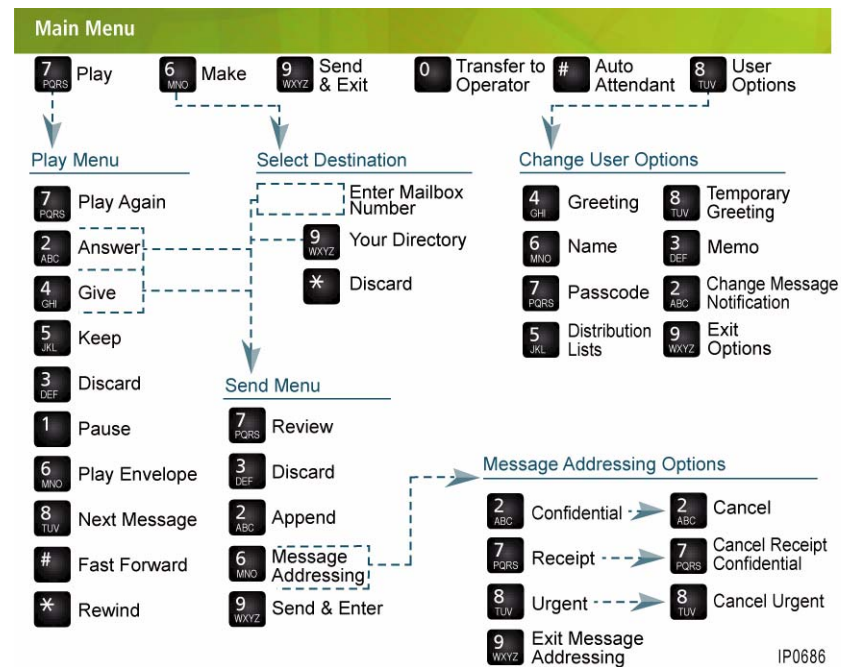 Main Menu
7 PQRS Play
6 MNO Make
9 WXYZ Send
& Exit
0 Transfer to
Operator
# Auto
Attendant
8 TUV User
Options
Play Menu
7 PQRS Play Again
2 ABC Answer
4 GHI Give
5 JKL Keep
3 DEF Discard
1 Pause
6 MNO Play Envelope
8 TUV Next Message
# Fast Forward
* Rewind
Select Destination
Enter Mailbox
Number
9 WXYZ Your Directory
* Discard
Send Menu
7 PQRS Review
3 DEF Discard
2 ABC Append
6 MNO Message
Addressing
9 WXYZ Send & Enter
Change User Options
4 GHI Greeting
8 TUV Temporary
Greeting
6 MNO Name
3 DEF Memo
7 PQRS Passcode
2 ABC Change Message
Notification
5 JKL Distribution
Lists
9 WXYZ Exit
Options
Message Addressing Options
2 ABC Confidential
2 ABC Cancel
7 PQRS Receipt
7 PQRS Cancel Receipt
Confidential
8 TUV Urgent
8 TUV Cancel Urgent
9 WXYZ Exit Message
Addressing
IP0686